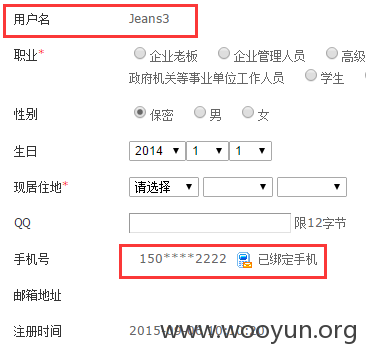 用户名 Jeans3
职业* 企业老板 企业管理人员 高级
政府机关等事业单位工作人员 学生
性别 保密 男 女
生日 2014 1 1
现居住地* 请选择
QQ 限12字节
手机号 150****2222 已绑定手机
邮箱地址
注册时间
www.wooyun.org